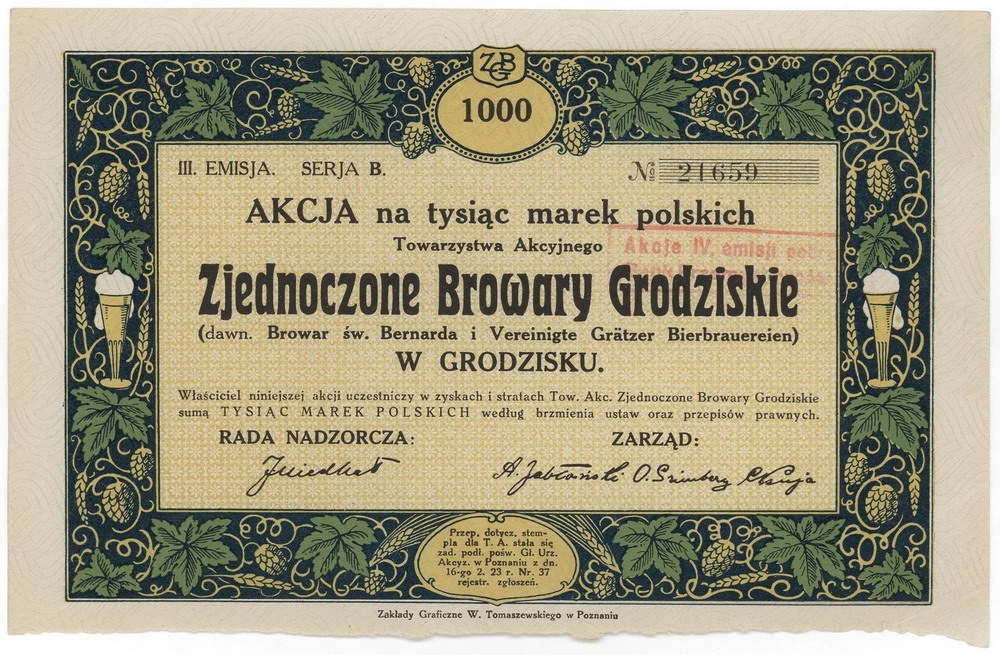 ZGB
1000
III. EMISJA. SERJA B.
№ 21659
AKCJA na tysiąc marek polskich
Towarzystwa Akcyjnego
Akcje IV. emisji
Zjednoczone Browary Grodziskie
(dawn. Browar św. Bernarda i Vereinigte Grätzer Bierbrauereien)
W GRODZISKU.
Właściciel niniejszej akcji uczestniczy w zyskach i stratach Tow. Akc. Zjednoczone Browary Grodziskie
sumą TYSIĄC MAREK POLSKICH według brzmienia ustaw oraz przepisów prawnych.
RADA NADZORCZA: ZARZĄD:
A. Jabłoński
Przep. dotycz. stem-
pla dla T. A. stała się
zad. podł. pośw. Gł. Urz.
Akcyz. w Poznaniu z dn.
16-go 2. 23 r. Nr. 37
rejestr. zgłoszeń.
Zakłady Graficzne W. Tomaszewskiego w Poznaniu